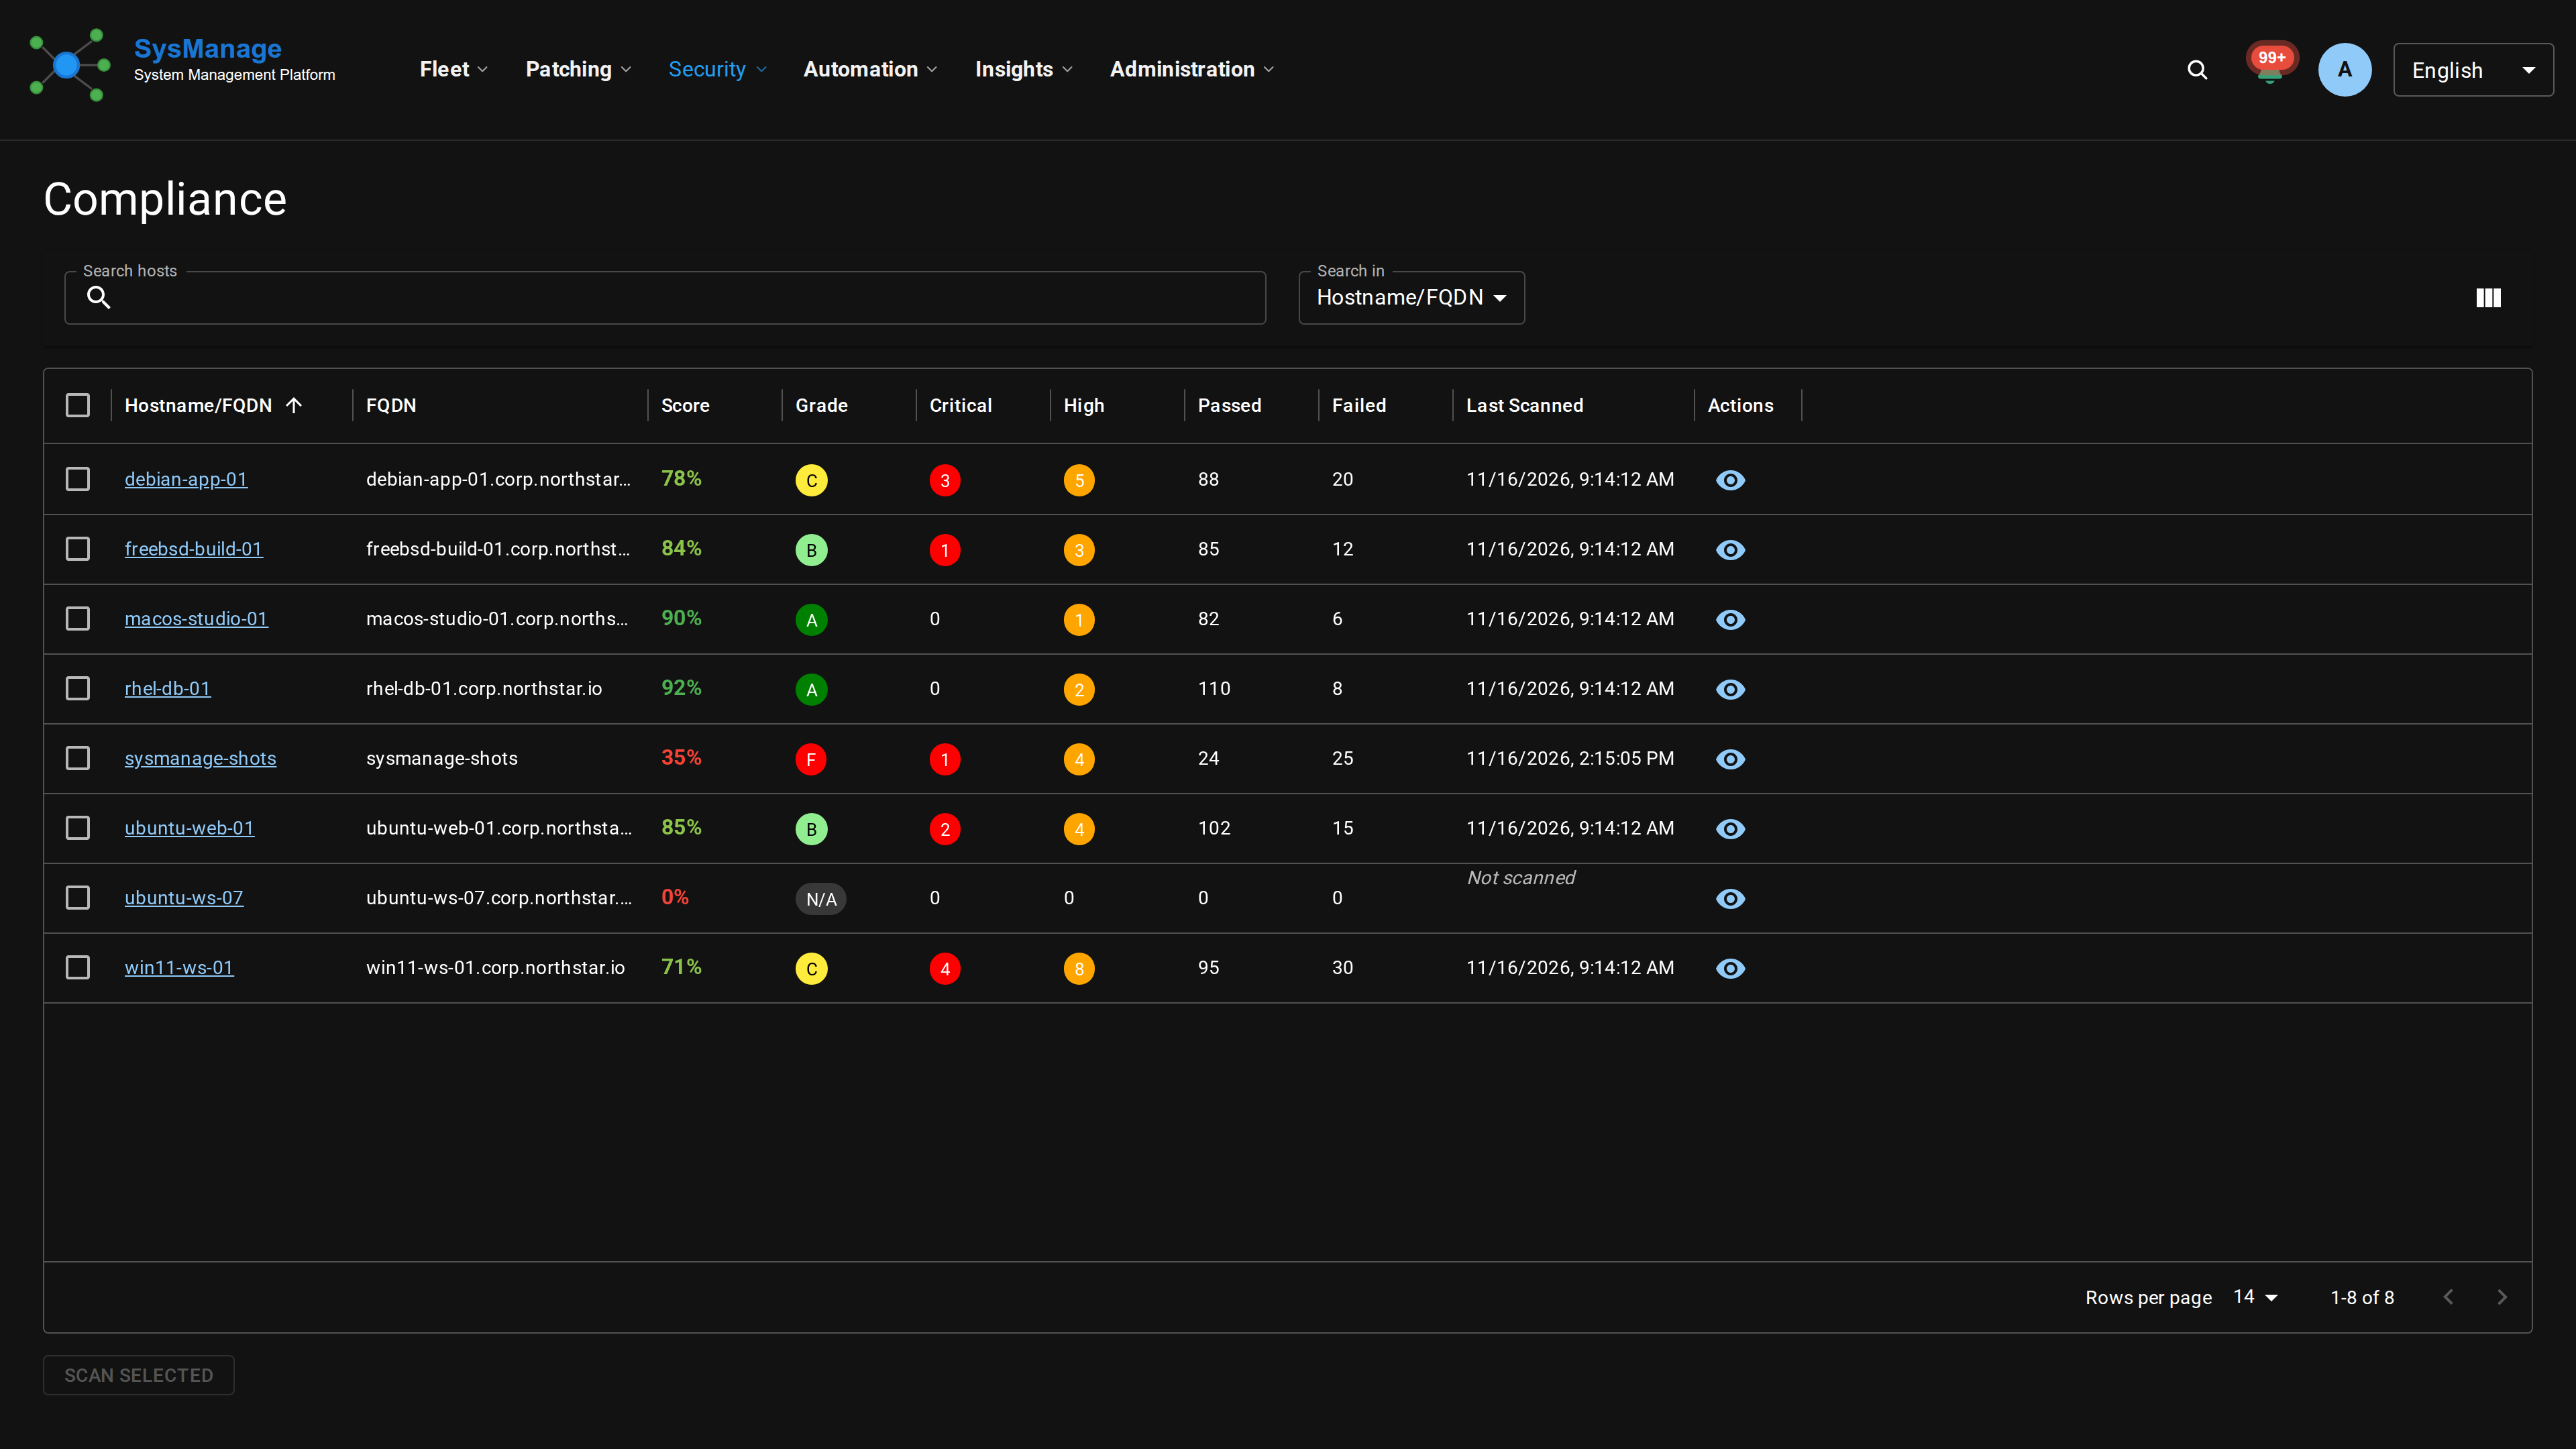 SysManage
System Management Platform
Fleet Patching Security Automation Insights Administration 99+ A English
Compliance
Search hosts Search in
Hostname/FQDN
Hostname/FQDN FQDN Score Grade Critical High Passed Failed Last Scanned Actions
debian-app-01 debian-app-01.corp.northstar... 78% C 3 5 88 20 11/16/2026, 9:14:12 AM
freebsd-build-01 freebsd-build-01.corp.northst... 84% B 1 3 85 12 11/16/2026, 9:14:12 AM
macos-studio-01 macos-studio-01.corp.norths... 90% A 0 1 82 6 11/16/2026, 9:14:12 AM
rhel-db-01 rhel-db-01.corp.northstar.io 92% A 0 2 110 8 11/16/2026, 9:14:12 AM
sysmanage-shots sysmanage-shots 35% F 1 4 24 25 11/16/2026, 2:15:05 PM
ubuntu-web-01 ubuntu-web-01.corp.northsta... 85% B 2 4 102 15 11/16/2026, 9:14:12 AM
ubuntu-ws-07 ubuntu-ws-07.corp.northstar.... 0% N/A 0 0 0 0 Not scanned
win11-ws-01 win11-ws-01.corp.northstar.io 71% C 4 8 95 30 11/16/2026, 9:14:12 AM
Rows per page 14 1-8 of 8
SCAN SELECTED